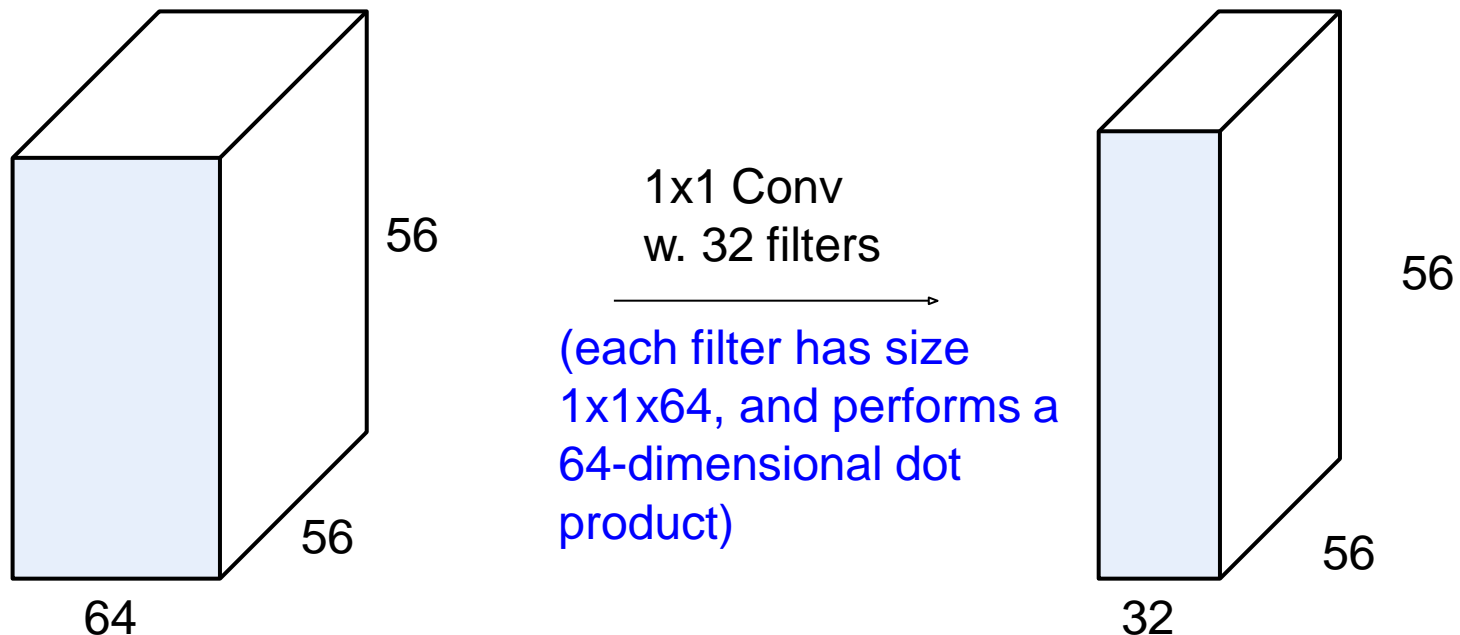 56
56
64
1x1 Conv
w. 32 filters
(each filter has size
1x1x64, and performs a
64-dimensional dot
product)
56
56
32